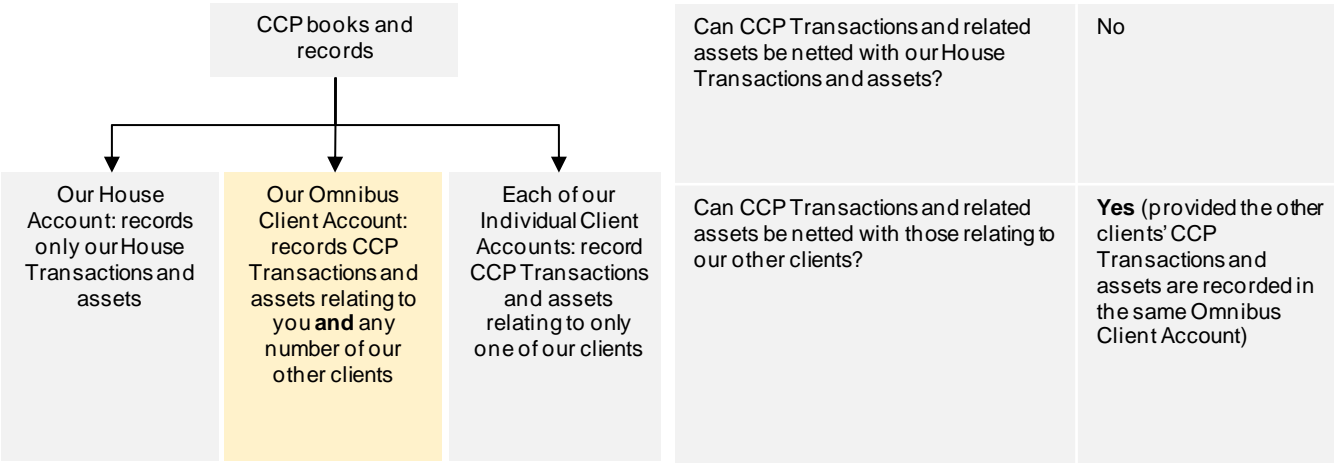 CCP books and
records
Our House
Account: records
only our House
Transactions and
assets
Our Omnibus
Client Account:
records CCP
Transactions and
assets relating to
you and any
number of our
other clients
Each of our
Individual Client
Accounts: record
CCP Transactions
and assets
relating to only
one of our clients
Can CCP Transactions and related
assets be netted with our House
Transactions and assets?
No
Can CCP Transactions and related
assets be netted with those relating to
our other clients?
Yes (provided the other
clients' CCP
Transactions and
assets are recorded in
the same Omnibus
Client Account)